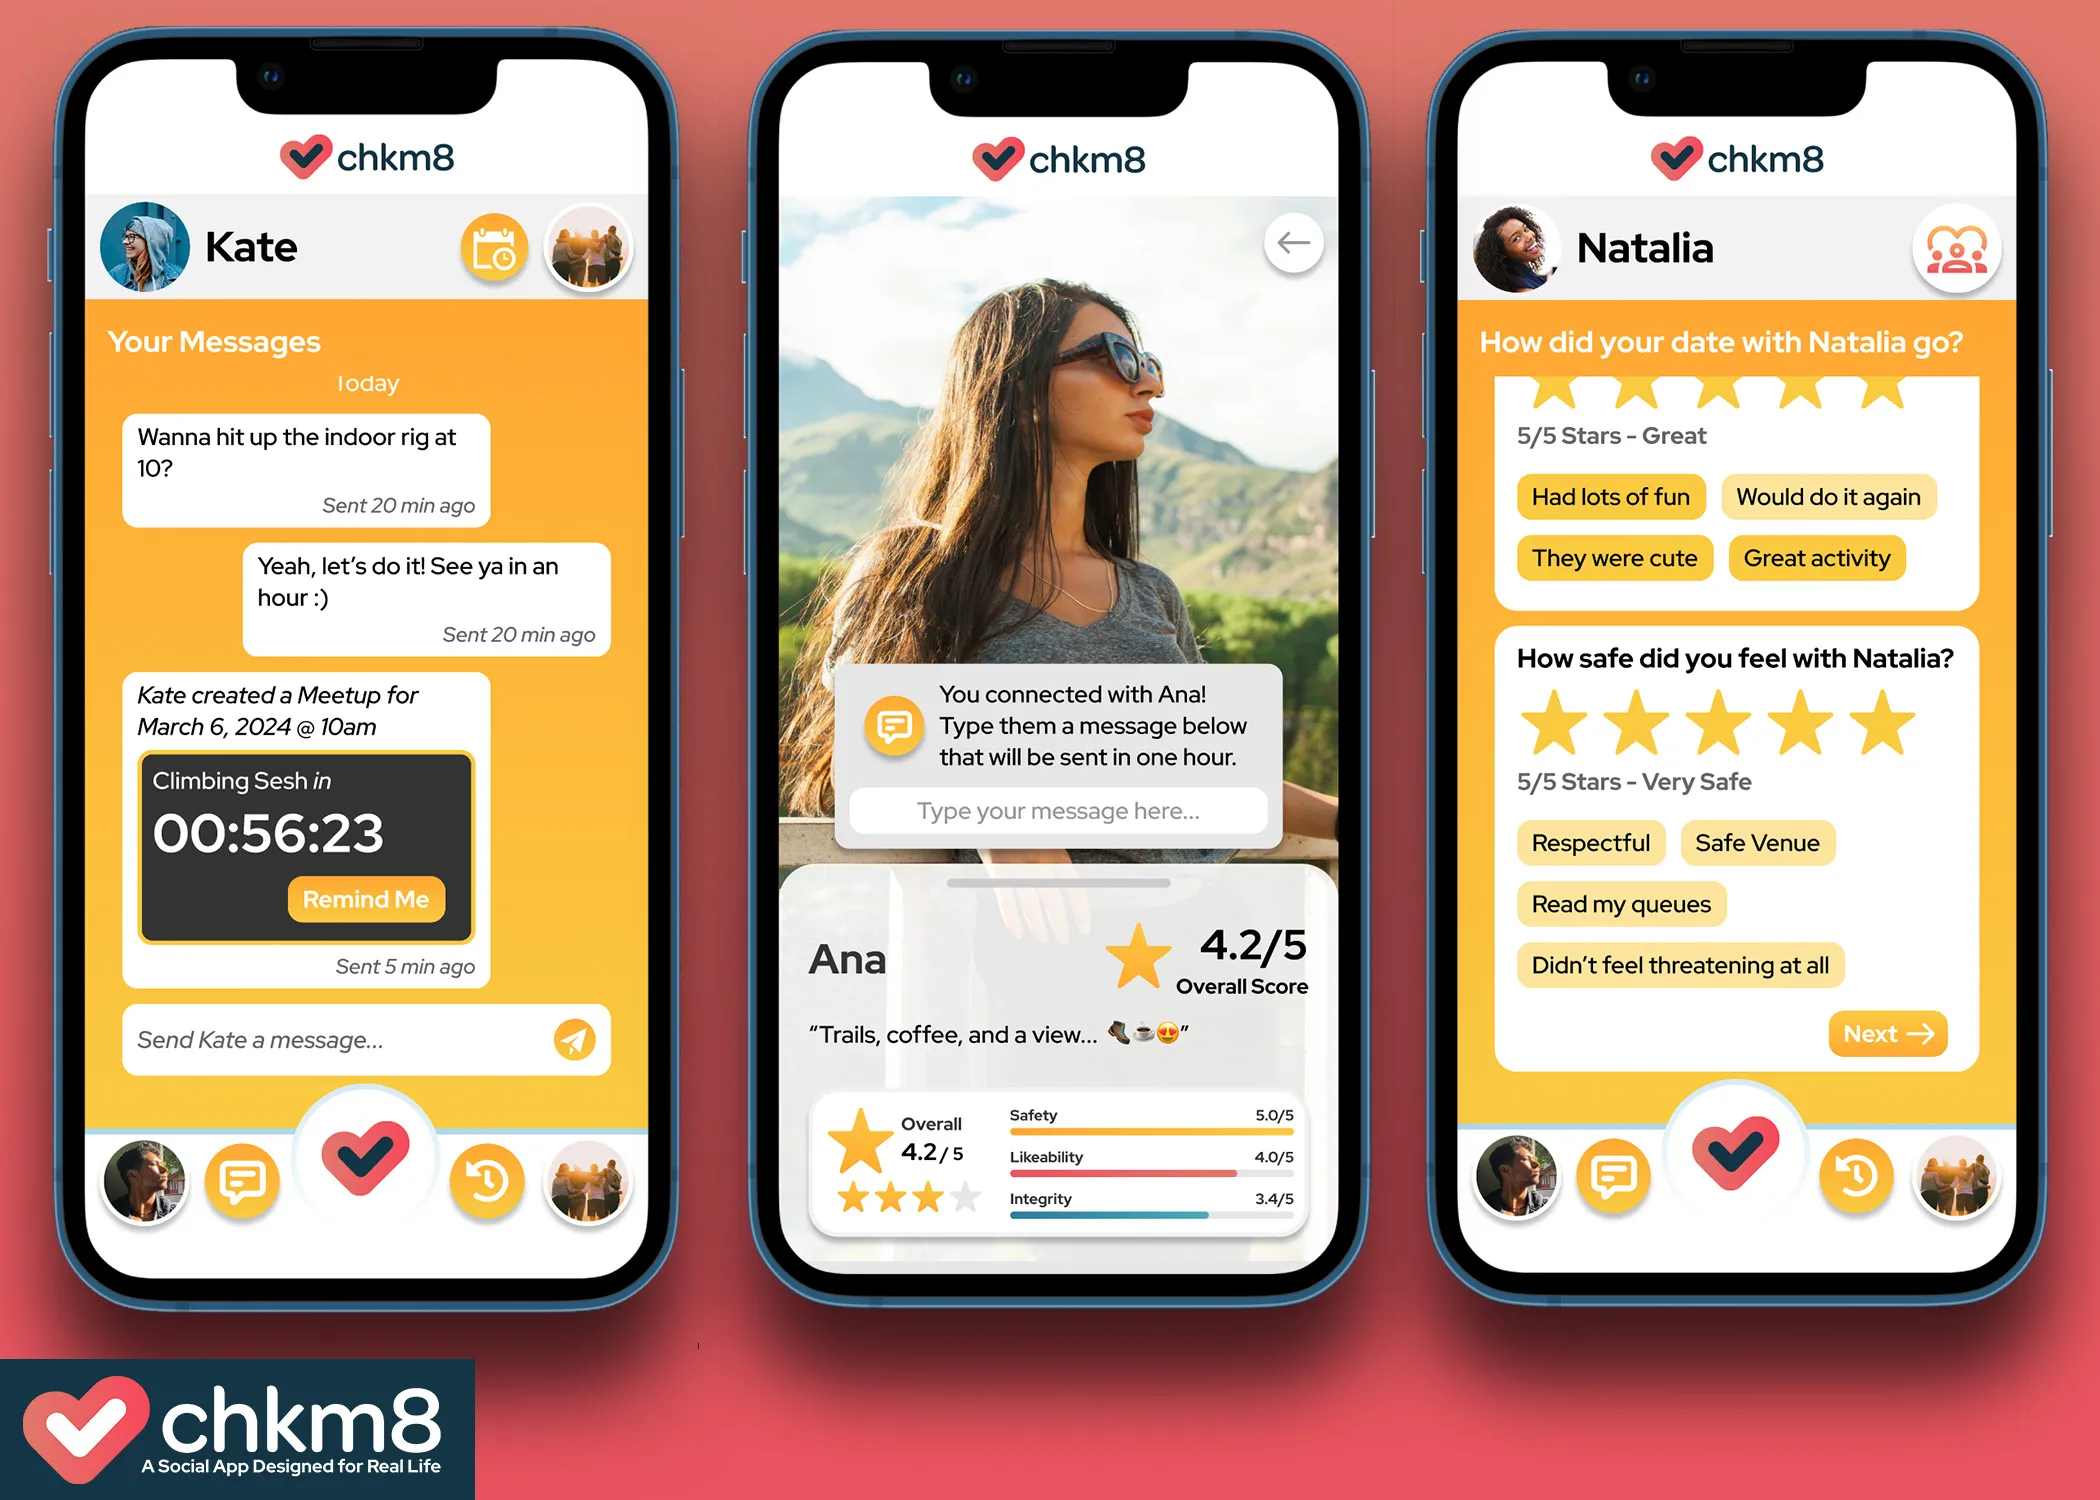 chkm8
Kate
Your Messages
Today
Wanna hit up the indoor rig at
10?
Sent 20 min ago
Yeah, let's do it! See ya in an
hour :)
Sent 20 min ago
Kate created a Meetup for
March 6, 2024 @ 10am
Climbing Sesh in
00:56:23
Remind Me
Sent 5 min ago
Send Kate a message...
chkm8
You connected with Ana!
Type them a message below
that will be sent in one hour.
Type your message here...
Ana
4.2/5
Overall Score
“Trails, coffee, and a view... 🥾☕😍”
Overall
4.2 / 5
Safety 5.0/5
Likeability 4.0/5
Integrity 3.4/5
chkm8
Natalia
How did your date with Natalia go?
5/5 Stars - Great
Had lots of fun
Would do it again
They were cute
Great activity
How safe did you feel with Natalia?
5/5 Stars - Very Safe
Respectful
Safe Venue
Read my queues
Didn't feel threatening at all
Next →
chkm8
A Social App Designed for Real Life